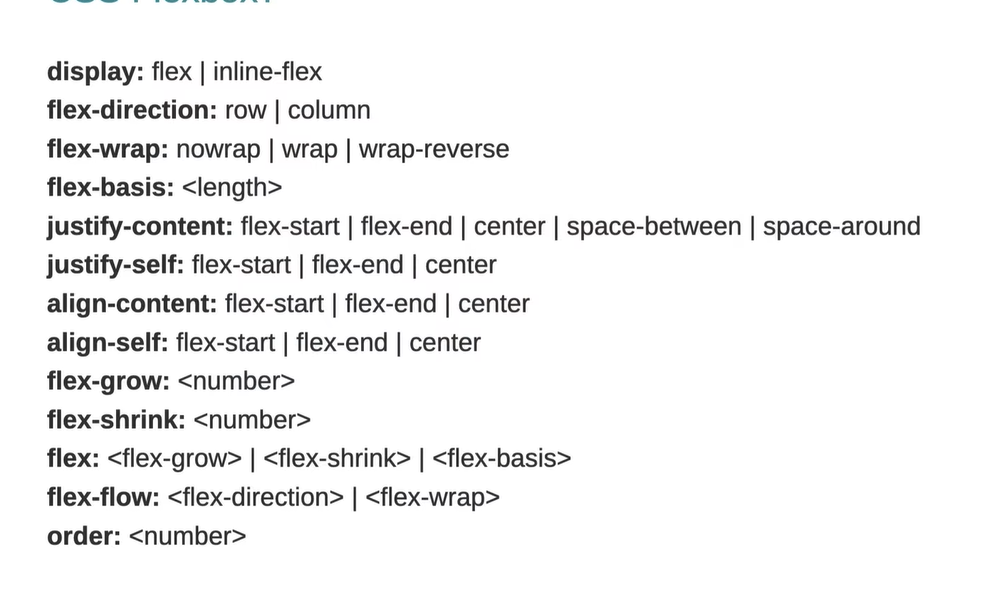 display: flex | inline-flex
flex-direction: row | column
flex-wrap: nowrap | wrap | wrap-reverse
flex-basis: <length>
justify-content: flex-start | flex-end | center | space-between | space-around
justify-self: flex-start | flex-end | center
align-content: flex-start | flex-end | center
align-self: flex-start | flex-end | center
flex-grow: <number>
flex-shrink: <number>
flex: <flex-grow> | <flex-shrink> | <flex-basis>
flex-flow: <flex-direction> | <flex-wrap>
order: <number>